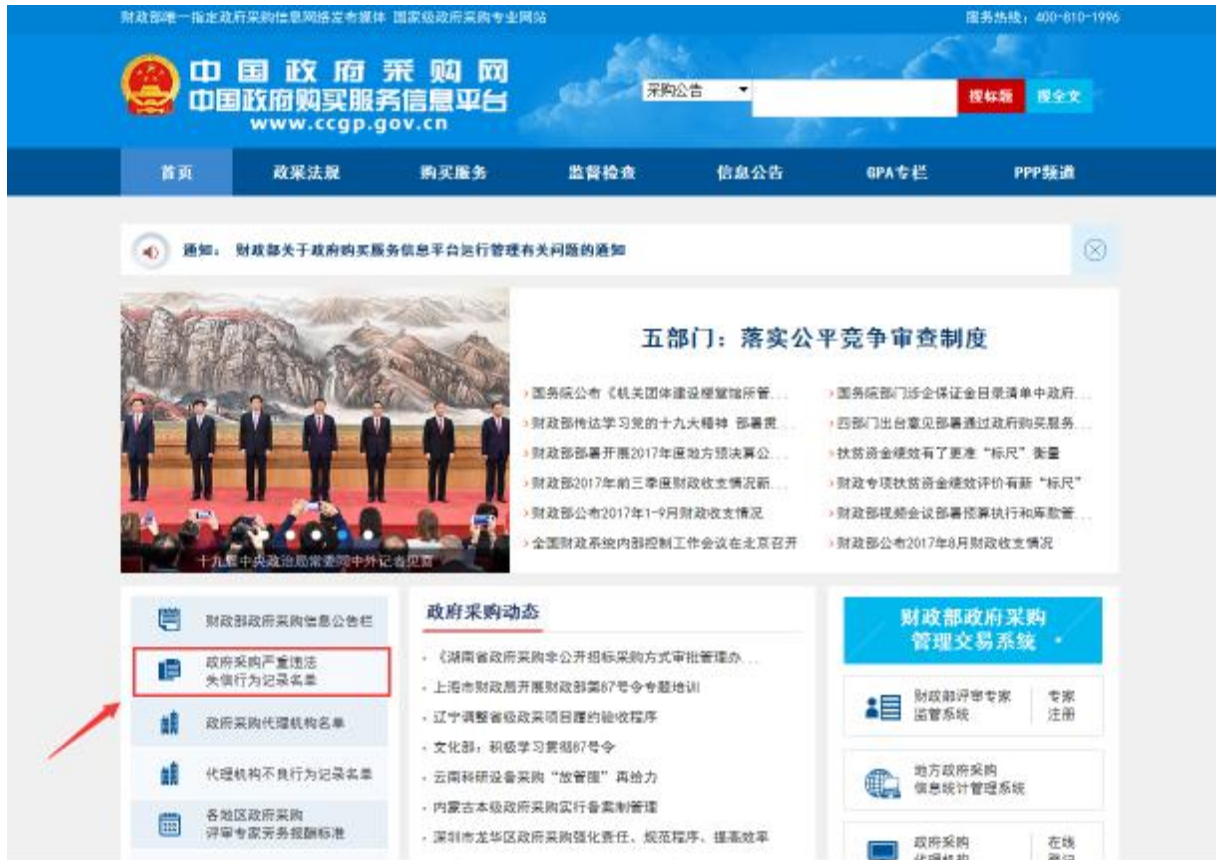 财政部唯一指定政府采购信息网络发布媒体 国家级政府采购专业网站
服务热线：400-810-1996
中国政府采购网
中国政府购买服务信息平台
www.ccgp.gov.cn
采购公告
搜标题
搜全文
首页
政采法规
购买服务
监督检查
信息公告
GPA专栏
PPP频道
通知： 财政部关于政府购买服务信息平台运行管理有关问题的通知
五部门：落实公平竞争审查制度
国务院公布《机关团体建设楼堂馆所管...
财政部传达学习党的十九大精神 部署贯...
财政部部署开展2017年度地方预决算公...
财政部2017年前三季度财政收支情况新...
财政部公布2017年1-9月财政收支情况
全国财政系统内部控制工作会议在北京召开
国务院部门涉企保证金目录清单中政府...
四部门出台意见部署通过政府购买服务...
扶贫资金绩效有了更准“标尺”衡量
财政专项扶贫资金绩效评价有新“标尺”
财政部视频会议部署预算执行和库款管...
财政部公布2017年8月财政收支情况
十九届中央政治局常委同中外记者见面
财政部政府采购信息公告栏
政府采购严重违法
失信行为记录名单
政府采购代理机构名单
代理机构不良行为记录名单
各地区政府采购
评审专家劳务报酬标准
政府采购动态
《湖南省政府采购非公开招标采购方式审批管理办...
上海市财政局开展财政部第87号令专题培训
辽宁调整省级政采项目履约验收程序
文化部：积极学习贯彻87号令
云南科研设备采购“放管服”再给力
内蒙古本级政府采购实行备案制管理
深圳市龙华区政府采购强化责任、规范程序、提高效率
财政部政府采购
管理交易系统
财政部评审专家
监管系统
专家
注册
地方政府采购
信息统计管理系统
政府采购
代理机构
在线
登记